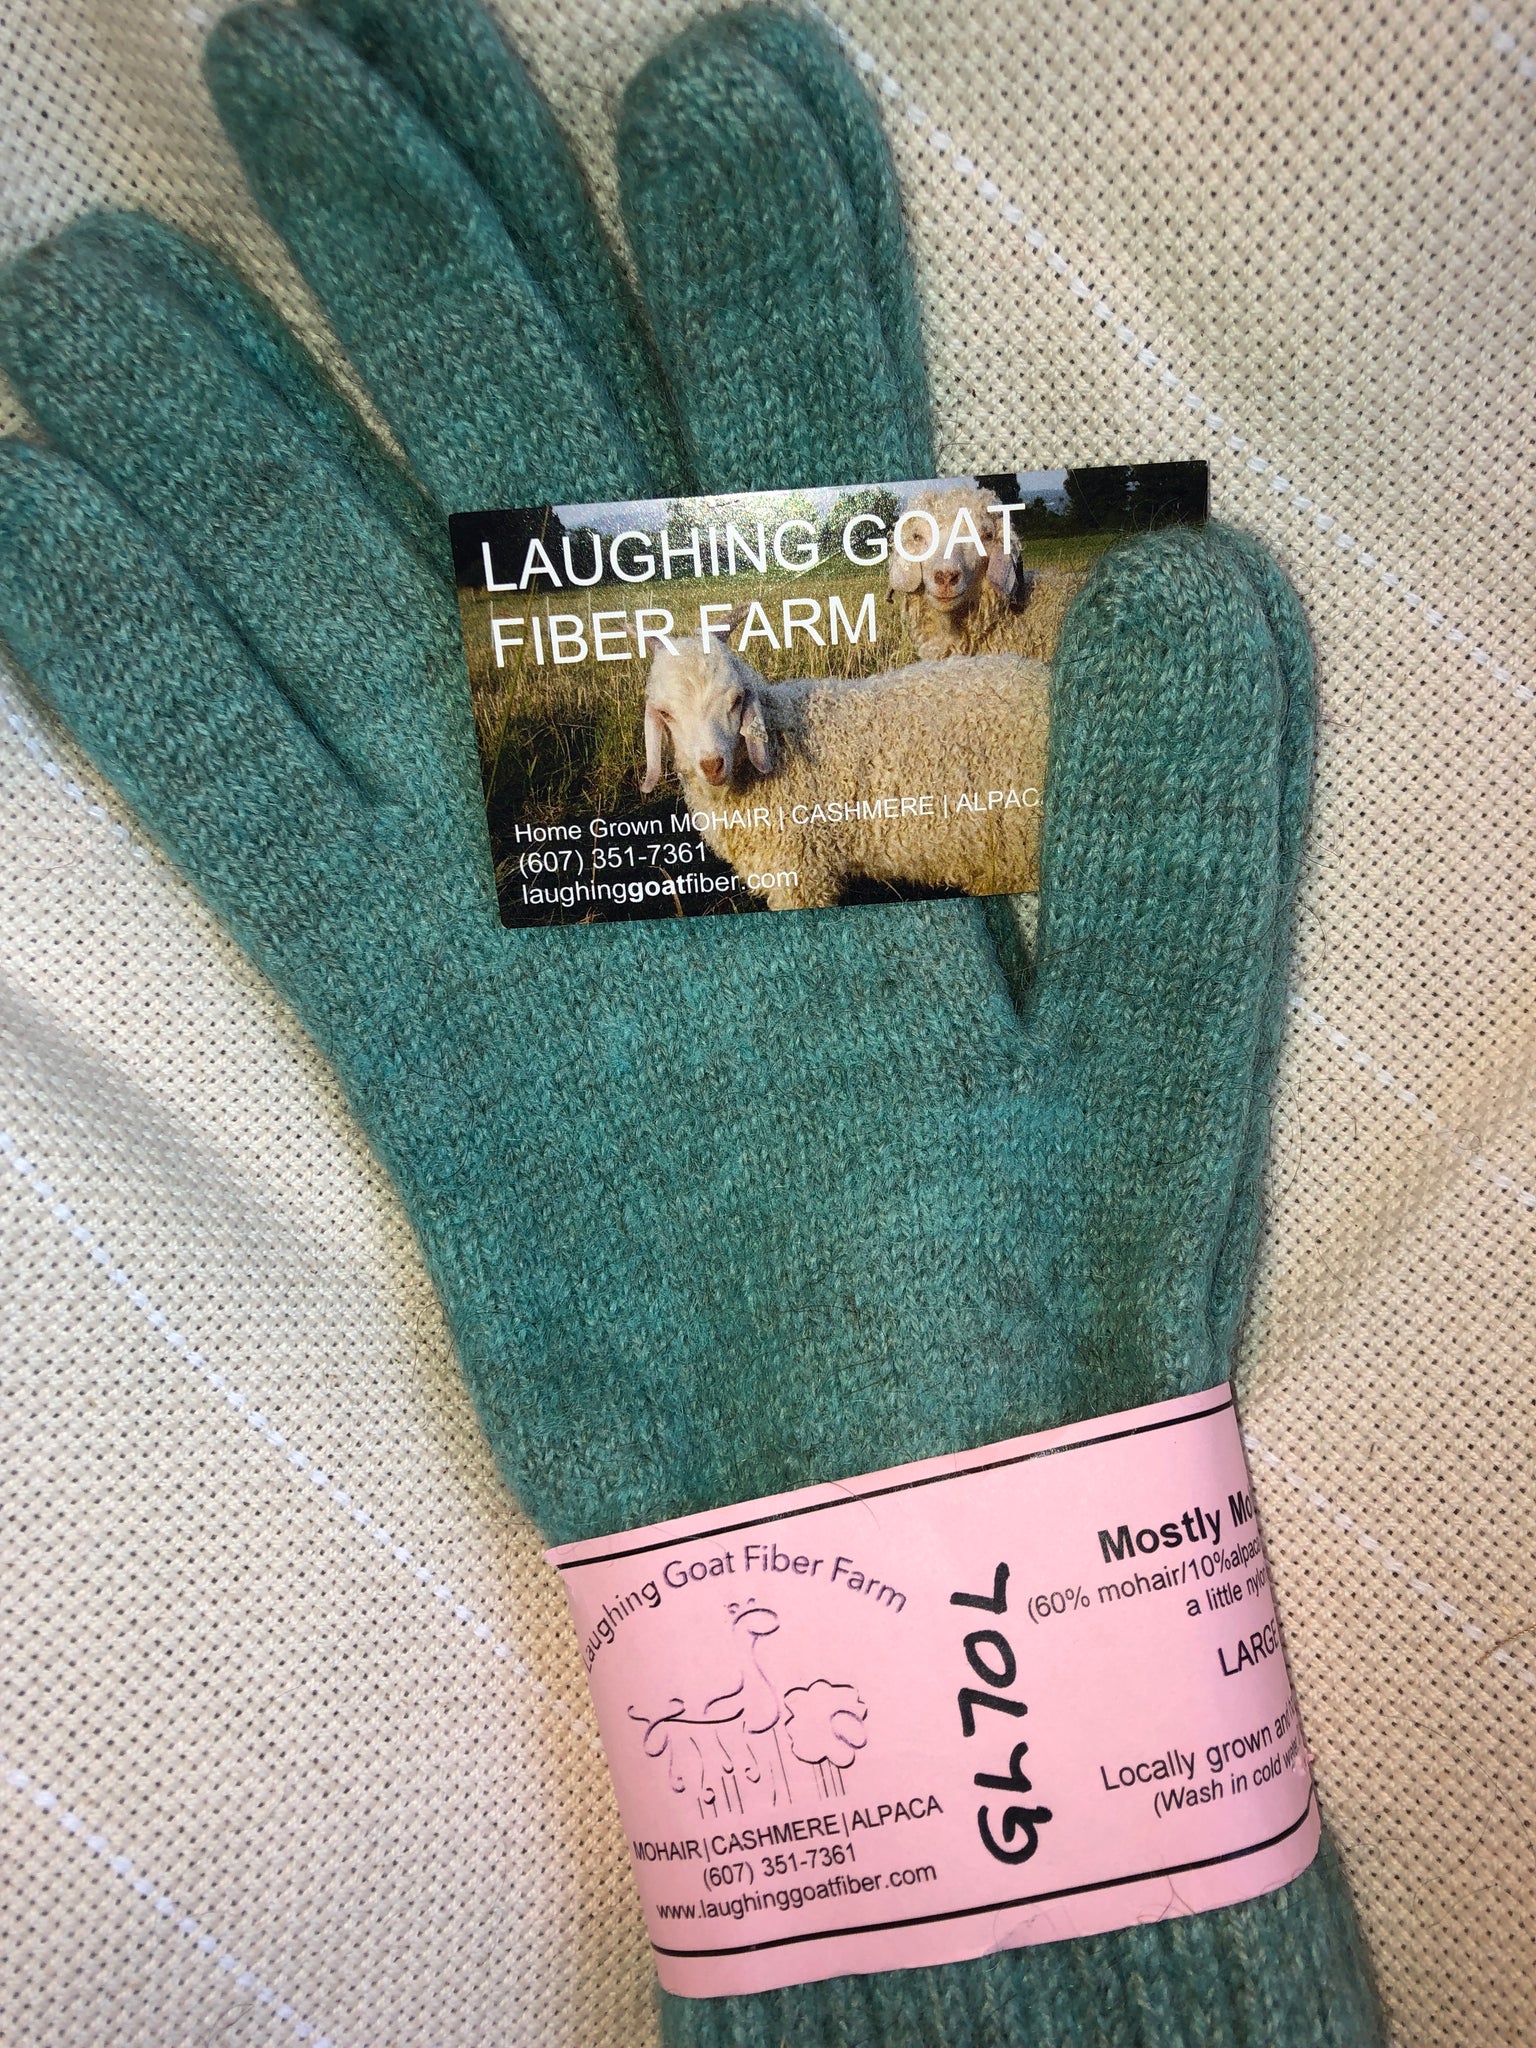 LAUGHING GOAT
FIBER FARM
Home Grown MOHAIR | CASHMERE | ALPAC
(607) 351-7361
laughinggoatfiber.com
Laughing Goat Fiber Farm
MOHAIR|CASHMERE|ALPACA
(607) 351-7361
www.laughinggoatfiber.com
GL70L
Mostly Mo
(60% mohair/10%alpac
a little nylo
LARGE
Locally grown and
(Wash in cold wate